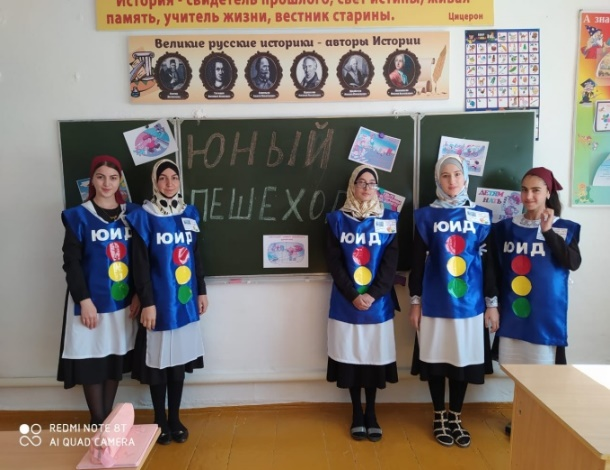 История - свидетель прошлого, свет истины, живая
память, учитель жизни, вестник старины.
Цицерон
Великие русские историки - авторы Истории
ЮНЫЙ
ПЕШЕХОД
ЮИД
ЮИД
ЮИД
ЮИД
ЮИД
REDMI NOTE 8T
AI QUAD CAMERA